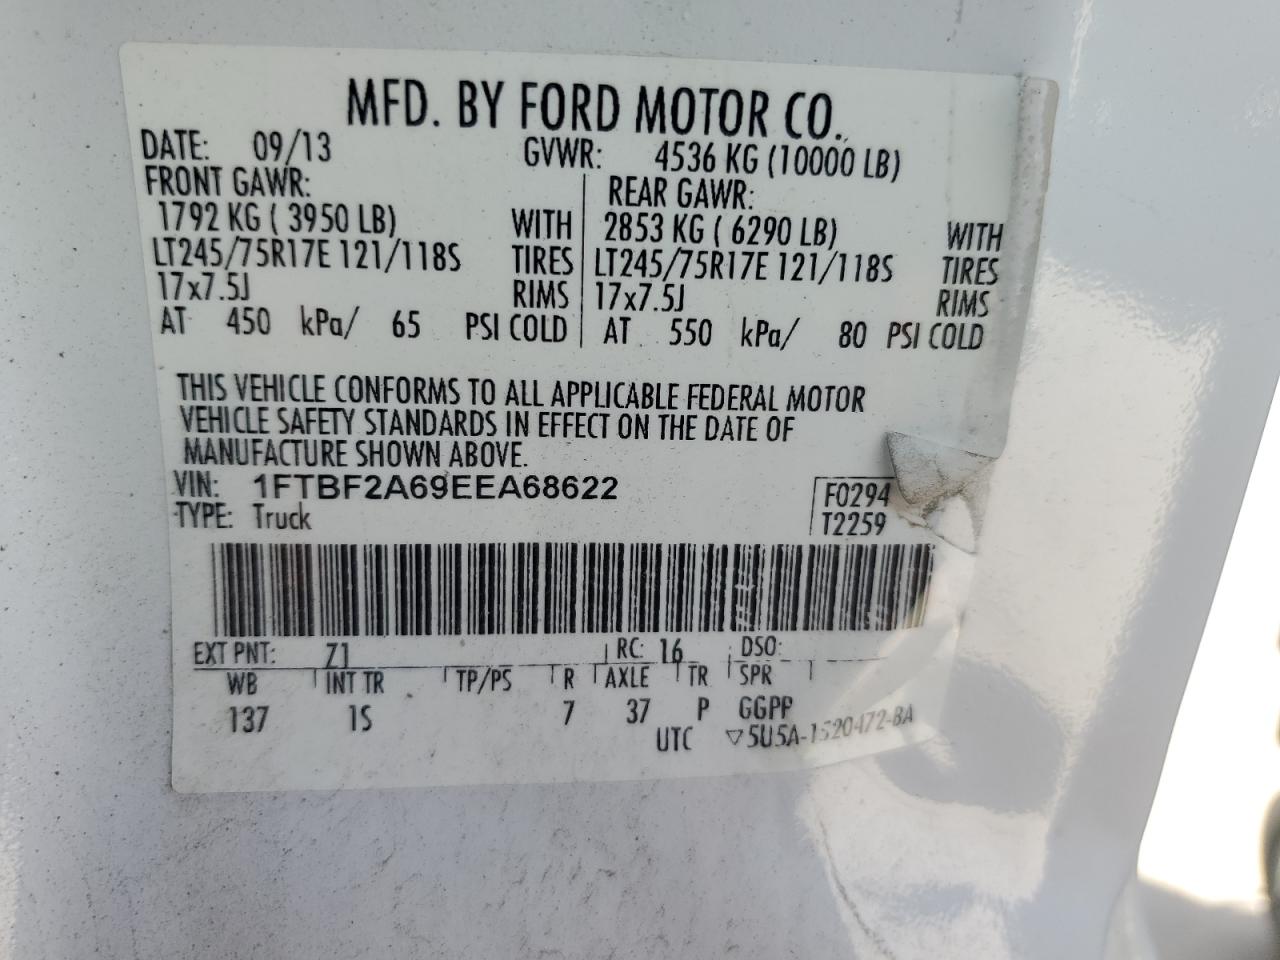 MFD. BY FORD MOTOR CO.
DATE: 09/13 GVWR: 4536 KG (10000 LB)
FRONT GAWR: REAR GAWR:
1792 KG ( 3950 LB) WITH 2853 KG ( 6290 LB) WITH
LT245/75R17E 121/118S TIRES LT245/75R17E 121/118S TIRES
17x7.5J RIMS 17x7.5J RIMS
AT 450 kPa/ 65 PSI COLD AT 550 kPa/ 80 PSI COLD
THIS VEHICLE CONFORMS TO ALL APPLICABLE FEDERAL MOTOR
VEHICLE SAFETY STANDARDS IN EFFECT ON THE DATE OF
MANUFACTURE SHOWN ABOVE.
VIN: 1FTBF2A69EEA68622 F0294
TYPE: Truck T2259
EXT PNT: Z1 RC: 16 DSO:
WB INT TR TP/PS R AXLE TR SPR
137 1S 7 37 P GGPP
UTC ▽5U5A-1520472-BA